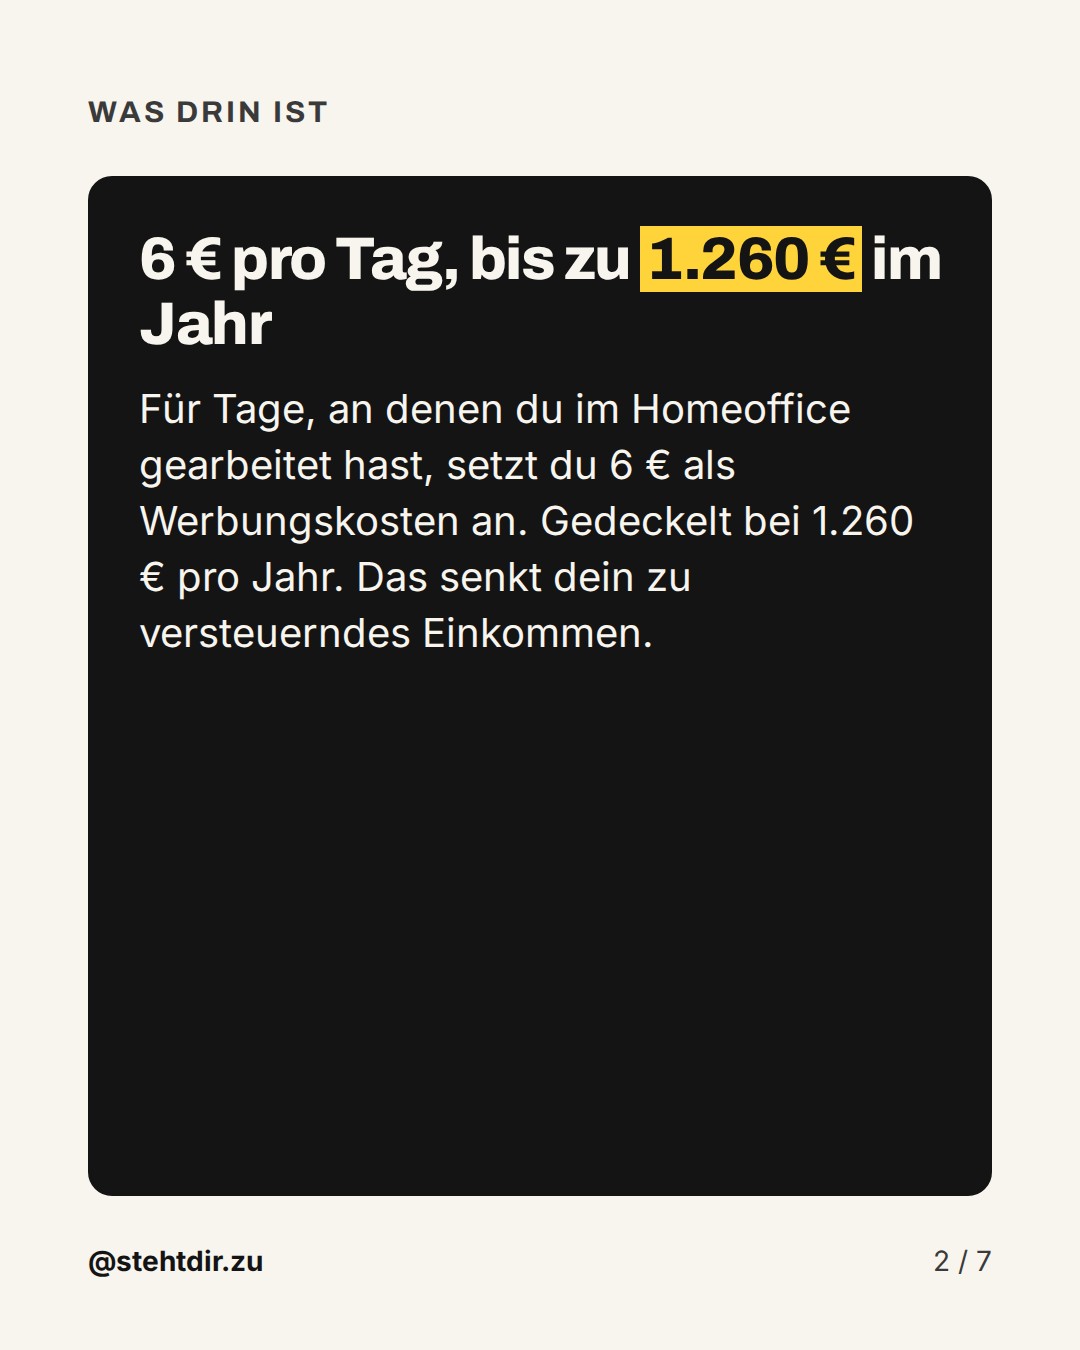 WAS DRIN IST
6 € pro Tag, bis zu 1.260 € im
Jahr
Für Tage, an denen du im Homeoffice
gearbeitet hast, setzt du 6 € als
Werbungskosten an. Gedeckelt bei 1.260
€ pro Jahr. Das senkt dein zu
versteuerndes Einkommen.
@stehtdir.zu
2 / 7